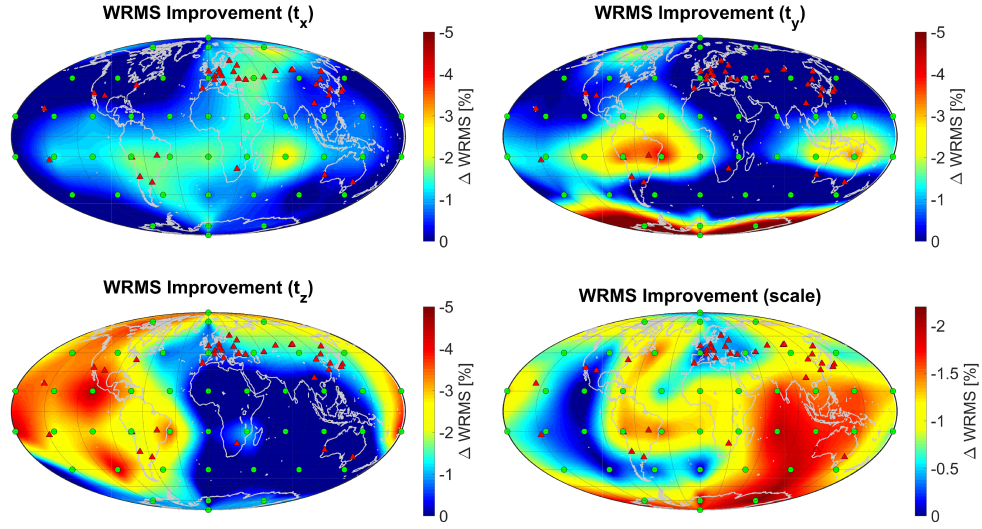 WRMS Improvement (tx)
-5
-4
-3
-2
-1
0
Δ WRMS [%]
WRMS Improvement (ty)
-5
-4
-3
-2
-1
0
Δ WRMS [%]
WRMS Improvement (tz)
-5
-4
-3
-2
-1
0
Δ WRMS [%]
WRMS Improvement (scale)
-2
-1.5
-1
-0.5
0
Δ WRMS [%]